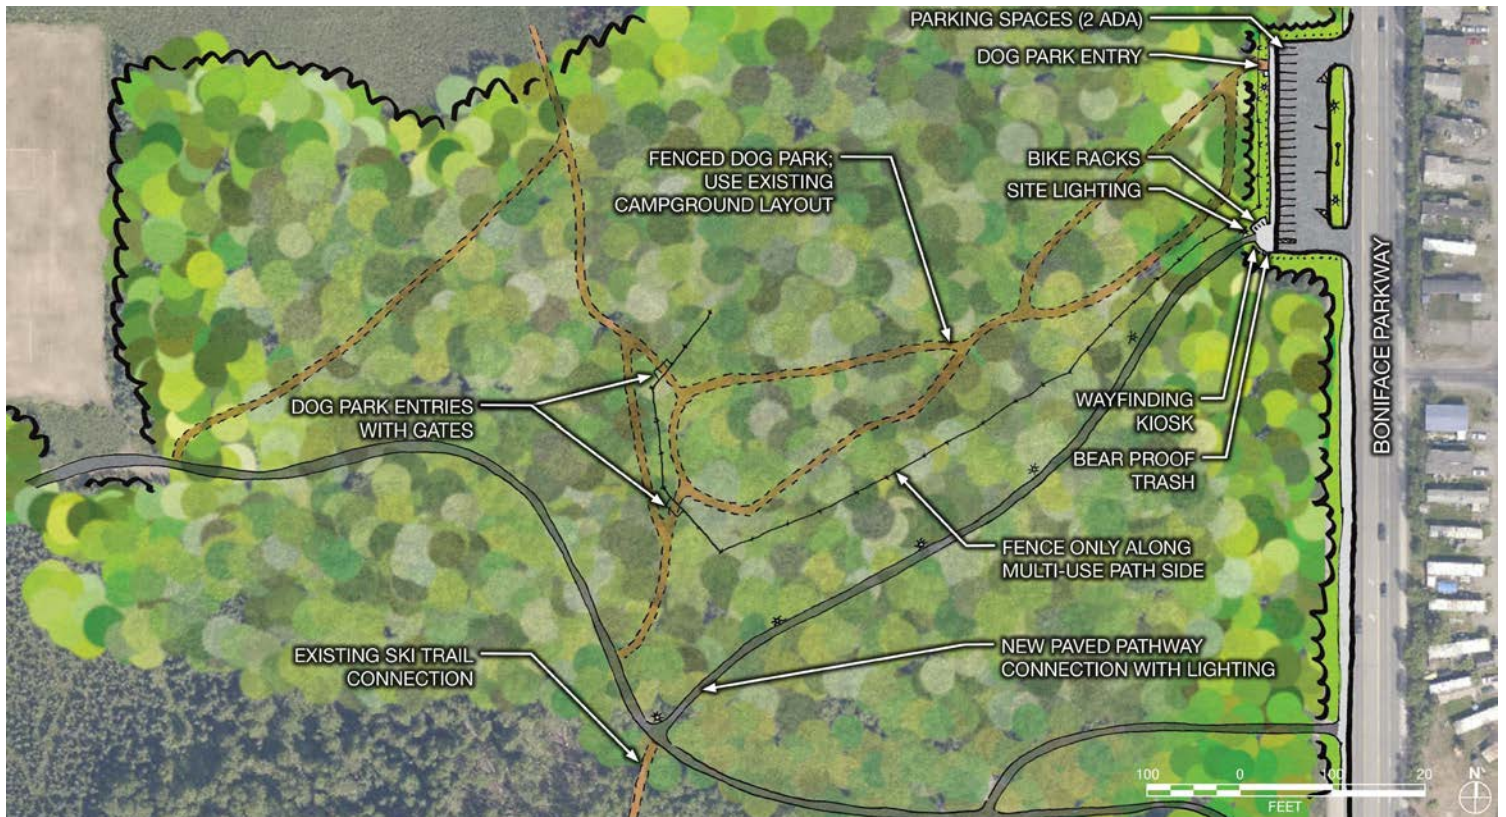 PARKING SPACES (2 ADA)
DOG PARK ENTRY
FENCED DOG PARK;
USE EXISTING
CAMPGROUND LAYOUT
BIKE RACKS
SITE LIGHTING
BONIFACE PARKWAY
DOG PARK ENTRIES
WITH GATES
WAYFINDING
KIOSK
BEAR PROOF
TRASH
FENCE ONLY ALONG
MULTI-USE PATH SIDE
EXISTING SKI TRAIL
CONNECTION
NEW PAVED PATHWAY
CONNECTION WITH LIGHTING
100 0 100 20
FEET
N